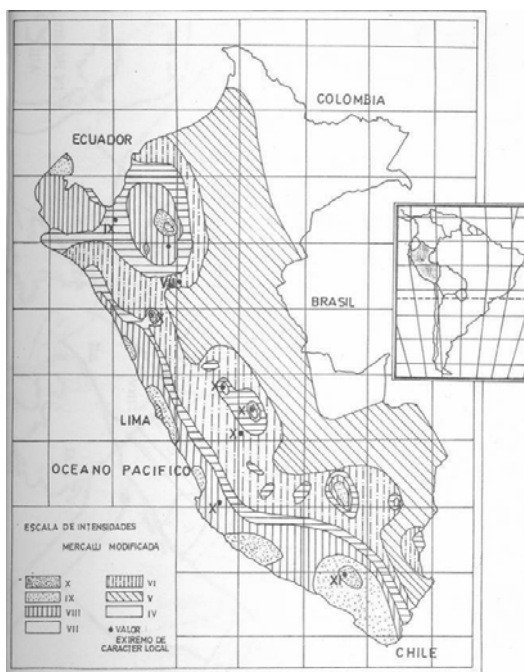 COLOMBIA
ECUADOR
IX
VIII
X
BRASIL
X
X
LIMA
X
OCEANO PACIFICO
X
ESCALA DE INTENSIDADES
MERCALLI MODIFICADA
XI
X VI
IX V
VIII IV
VII VALOR
EXTREMO DE
CARACTER LOCAL
CHILE